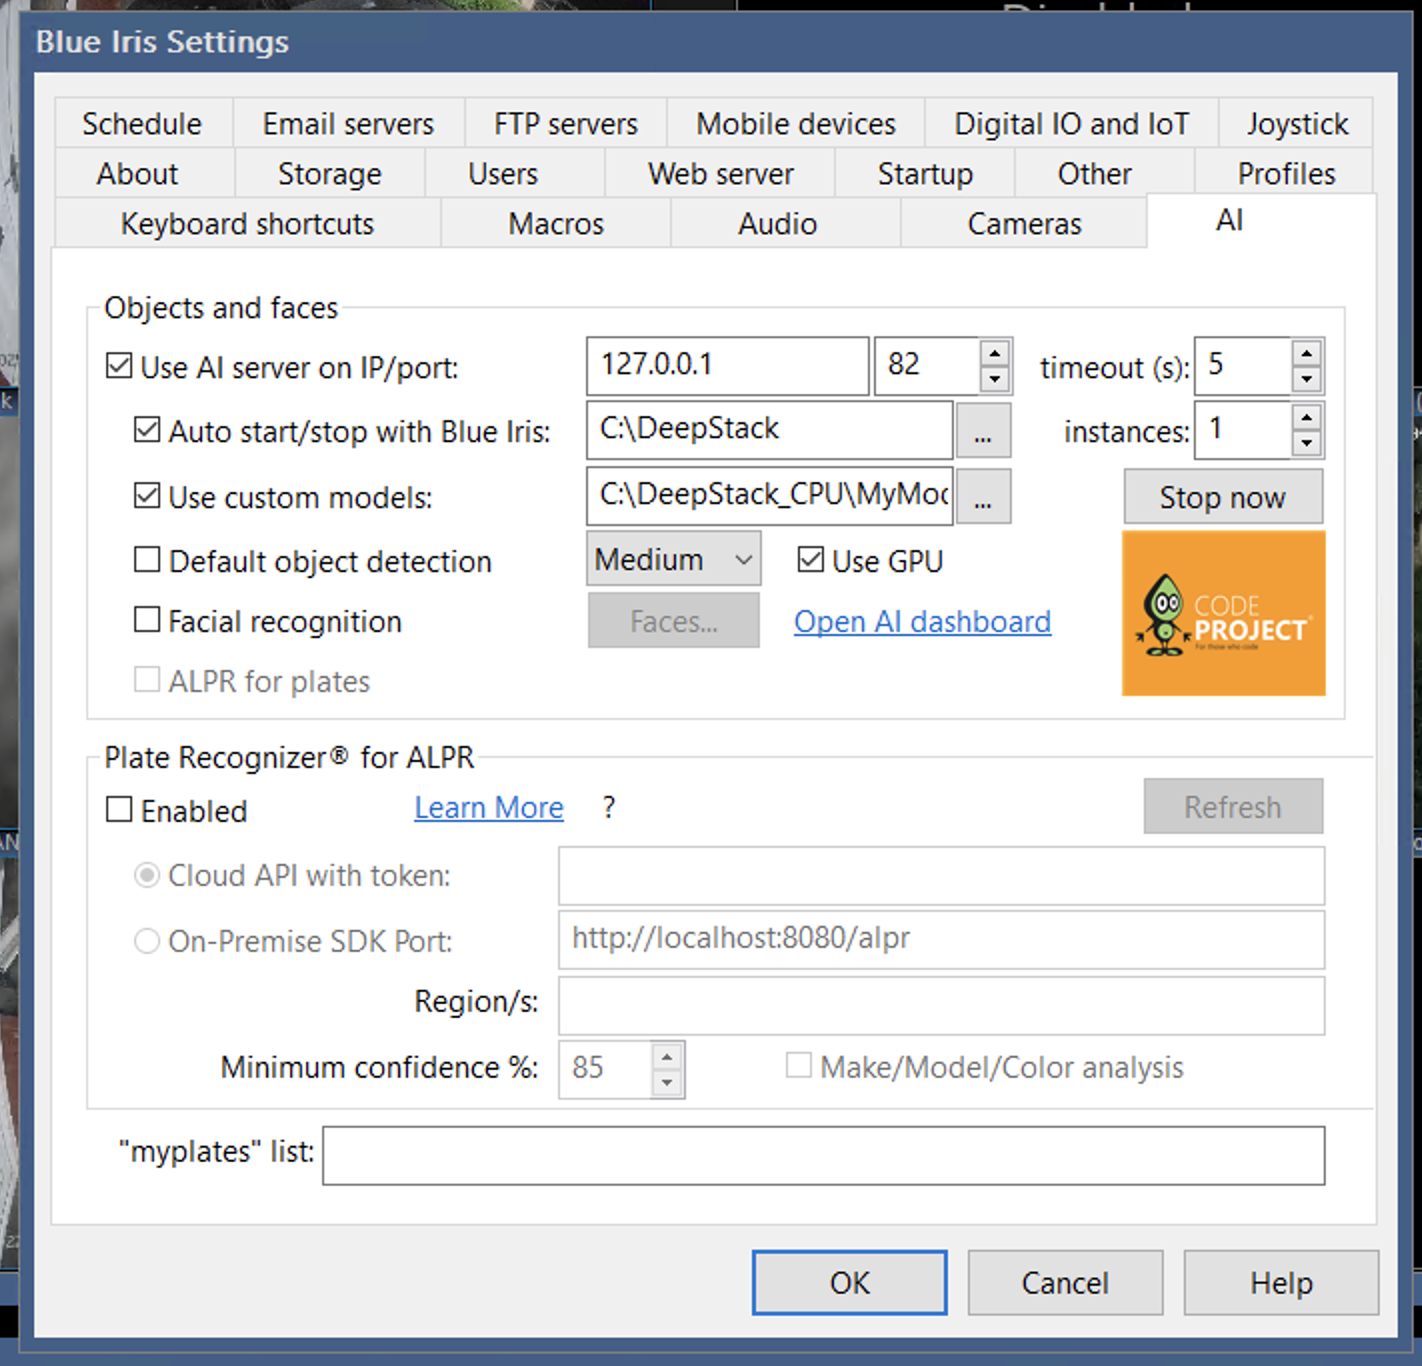 Blue Iris Settings
Schedule Email servers FTP servers Mobile devices Digital IO and IoT Joystick
About Storage Users Web server Startup Other Profiles
Keyboard shortcuts Macros Audio Cameras AI
Objects and faces
Use AI server on IP/port: 127.0.0.1 82 timeout (s): 5
Auto start/stop with Blue Iris: C:\DeepStack ... instances: 1
Use custom models: C:\DeepStack_CPU\MyMod ... Stop now
Default object detection Medium Use GPU
CODE
PROJECT
For those who code
Facial recognition Faces... Open AI dashboard
ALPR for plates
Plate Recognizer® for ALPR
Enabled Learn More ? Refresh
Cloud API with token:
On-Premise SDK Port: http://localhost:8080/alpr
Region/s:
Minimum confidence %: 85 Make/Model/Color analysis
"myplates" list:
OK Cancel Help